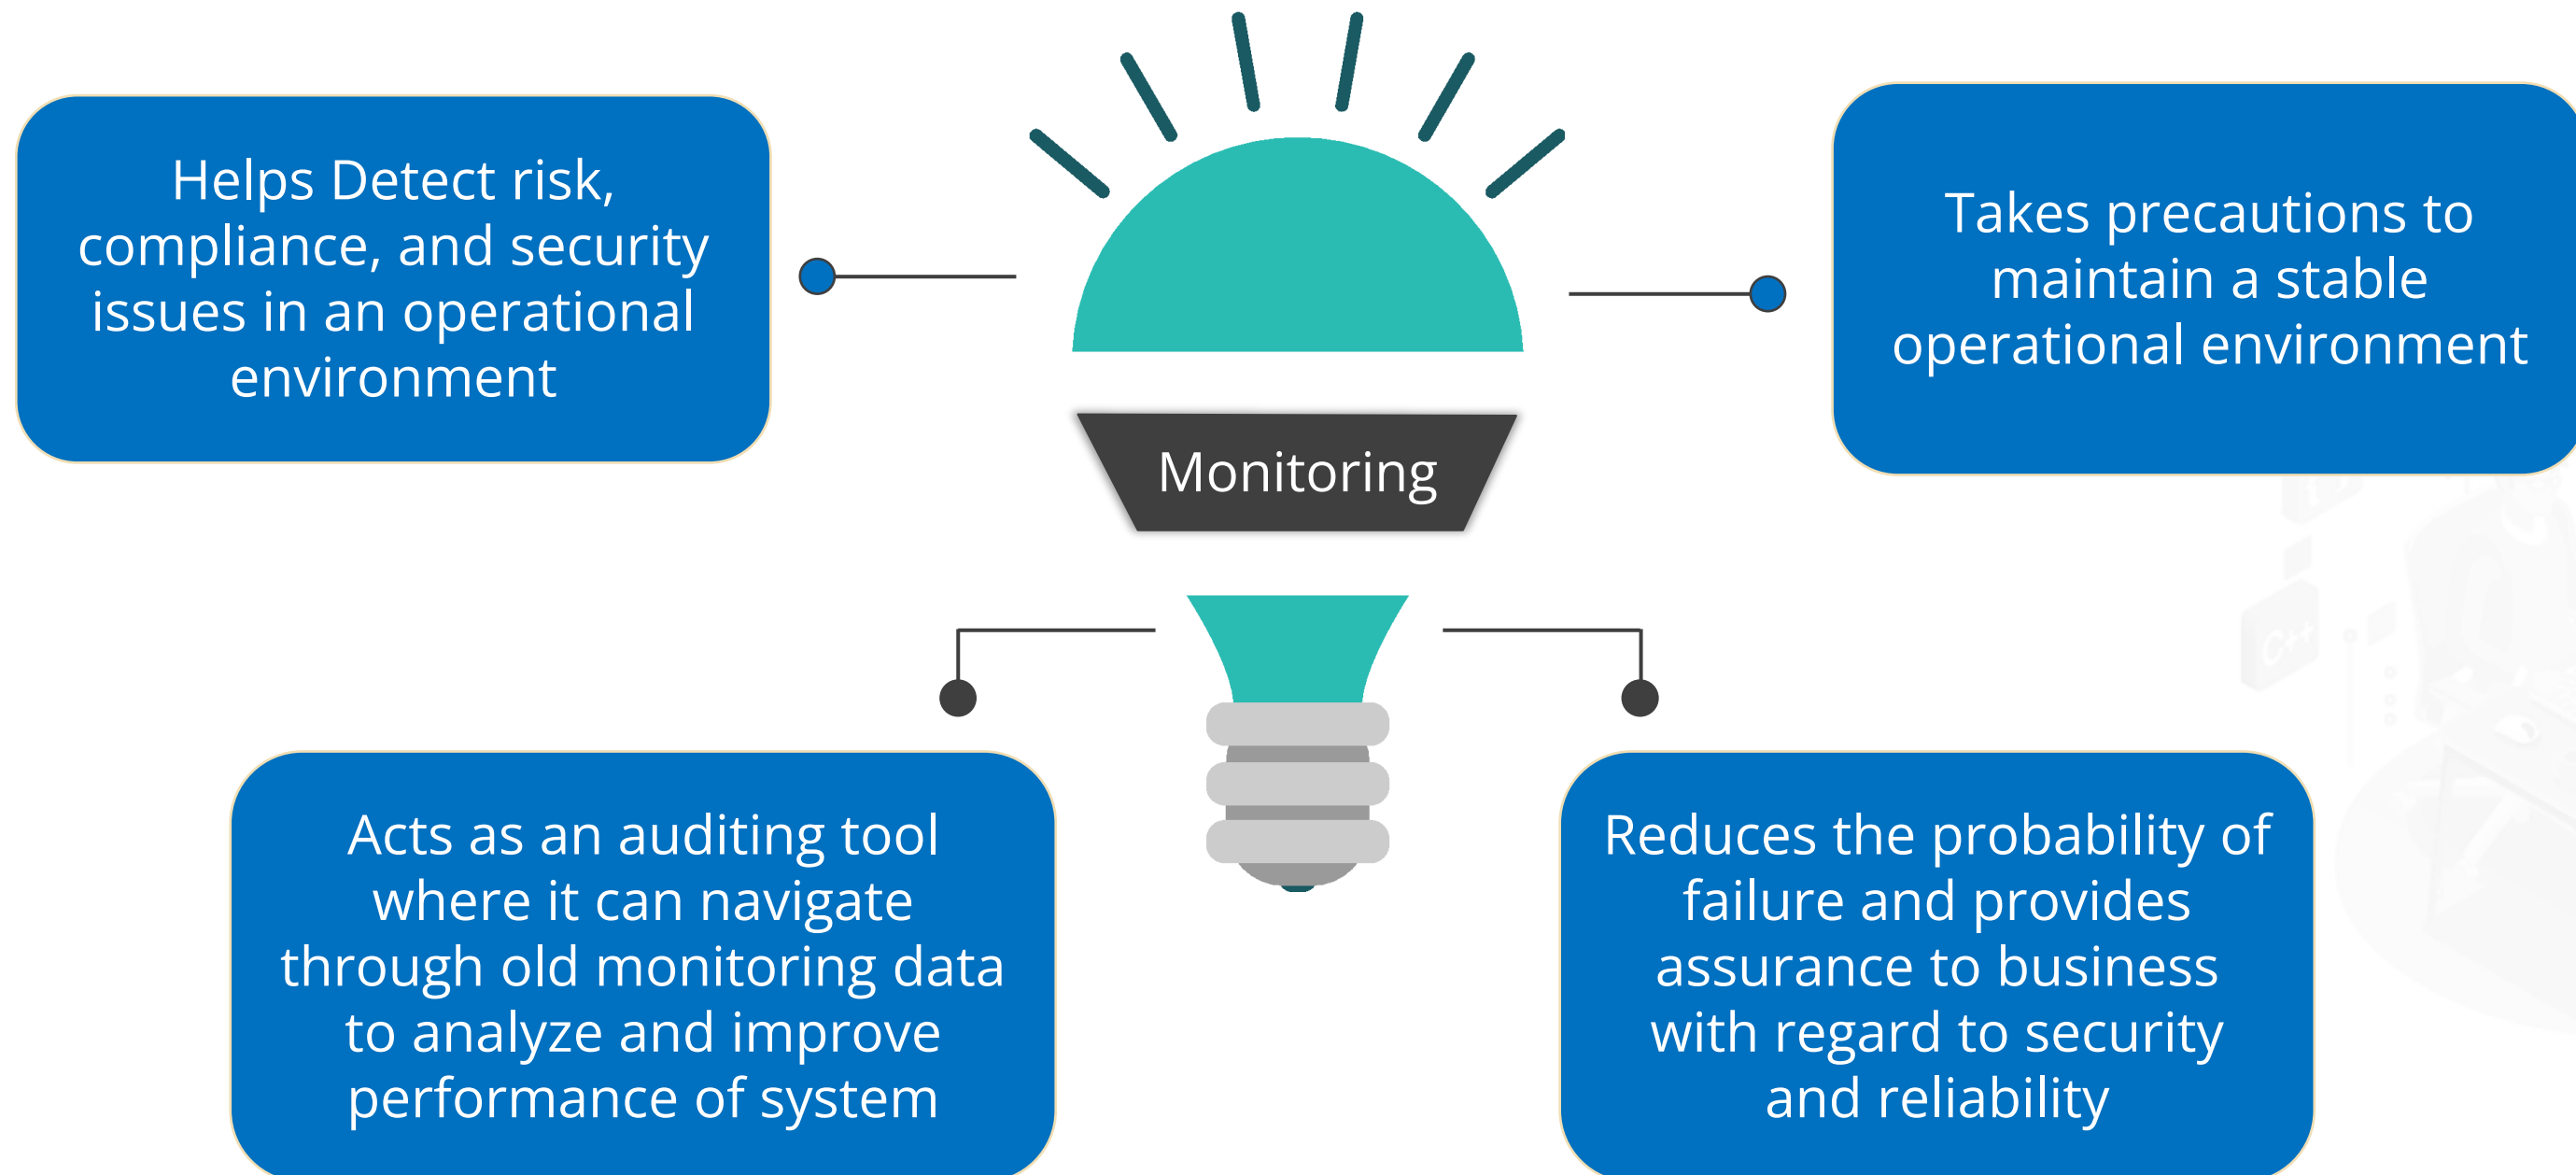 Helps Detect risk,
compliance, and security
issues in an operational
environment
Takes precautions to
maintain a stable
operational environment
Monitoring
Acts as an auditing tool
where it can navigate
through old monitoring data
to analyze and improve
performance of system
Reduces the probability of
failure and provides
assurance to business
with regard to security
and reliability
C++